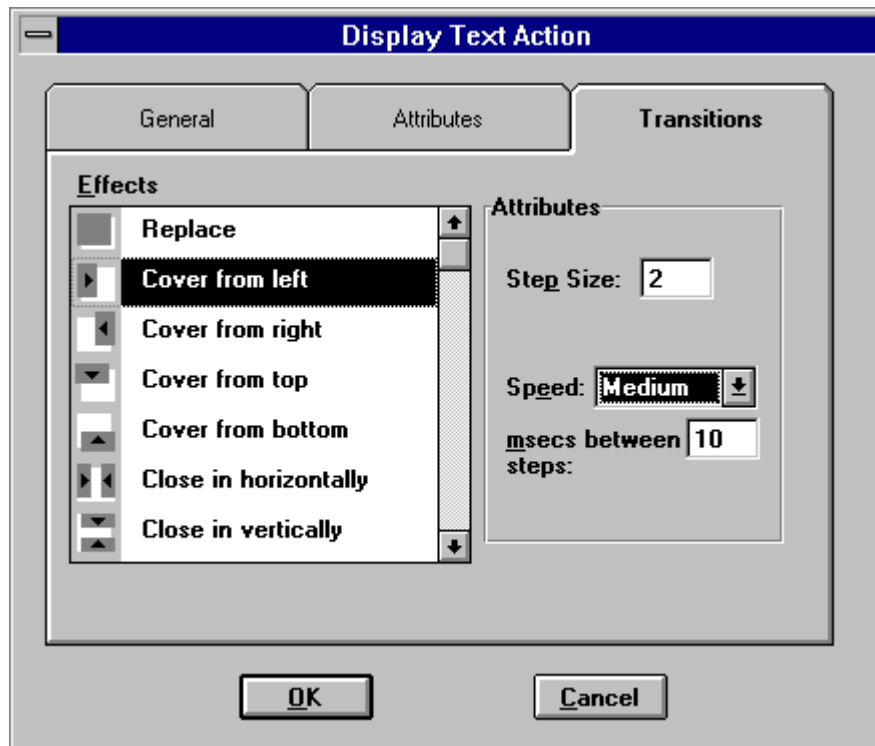 Display Text Action
General
Attributes
Transitions
Effects
Replace
Cover from left
Cover from right
Cover from top
Cover from bottom
Close in horizontally
Close in vertically
Attributes
Step Size: 2
Speed: Medium
msecs between 10
steps:
OK
Cancel